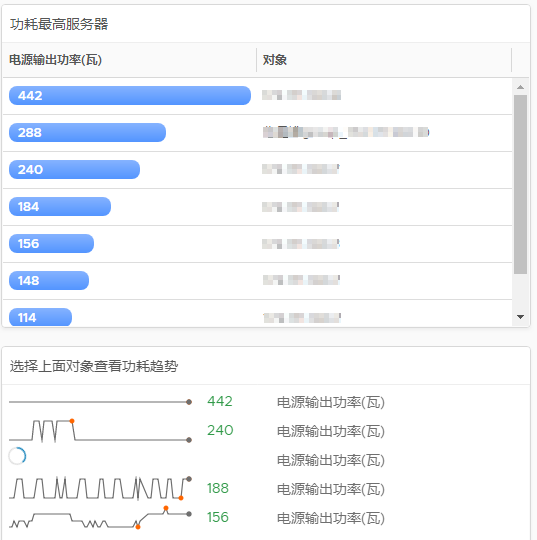 功耗最高服务器
电源输出功率(瓦) 对象
442
288
240
184
156
148
114
选择上面对象查看功耗趋势
442 电源输出功率(瓦)
240 电源输出功率(瓦)
电源输出功率(瓦)
188 电源输出功率(瓦)
156 电源输出功率(瓦)